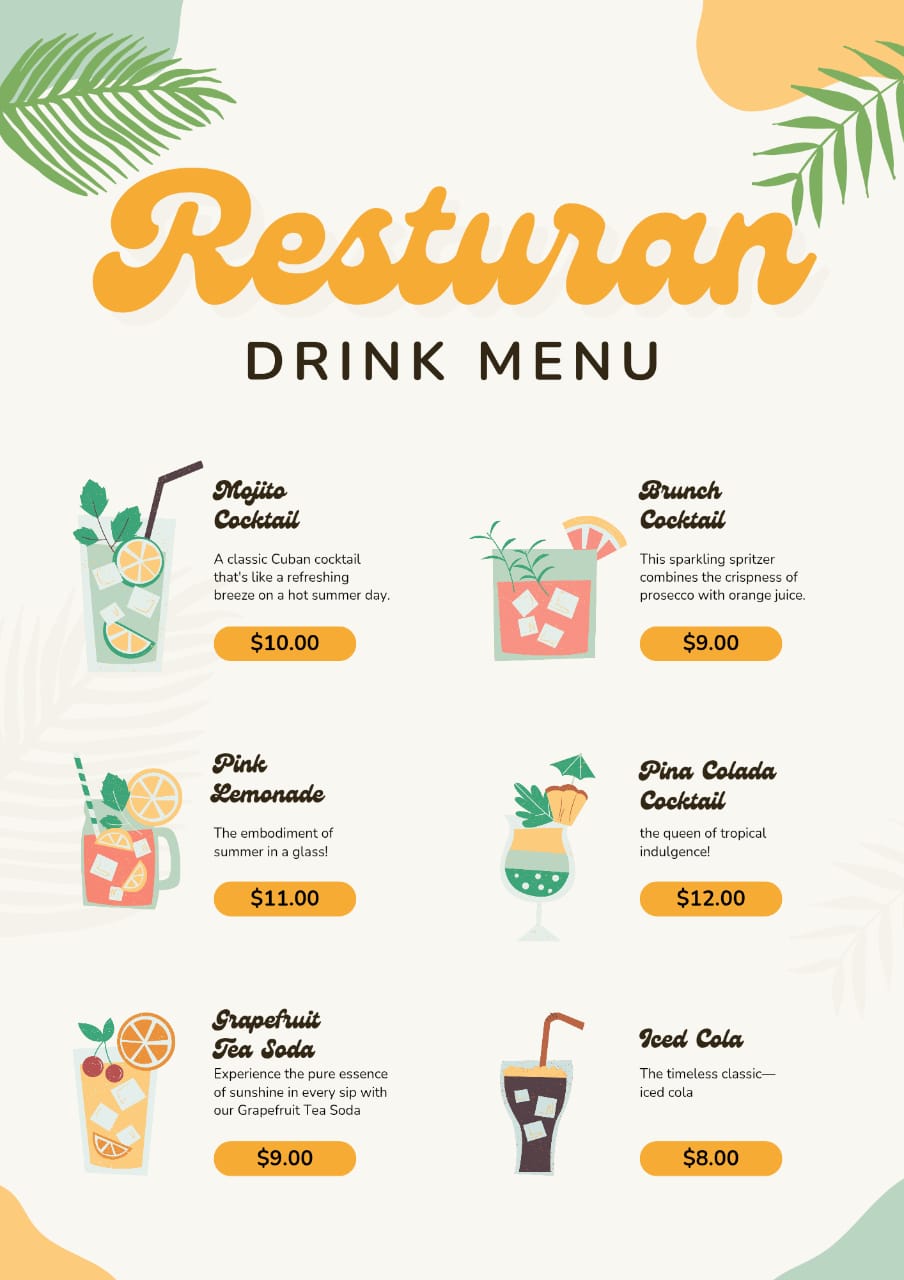 Resturan
DRINK MENU
Mojito
Cocktail
A classic Cuban cocktail
that's like a refreshing
breeze on a hot summer day.
$10.00
Brunch
Cocktail
This sparkling spritzer
combines the crispness of
prosecco with orange juice.
$9.00
Pink
Lemonade
The embodiment of
summer in a glass!
$11.00
Pina Colada
Cocktail
the queen of tropical
indulgence!
$12.00
Grapefruit
Tea Soda
Experience the pure essence
of sunshine in every sip with
our Grapefruit Tea Soda
$9.00
Iced Cola
The timeless classic—
iced cola
$8.00